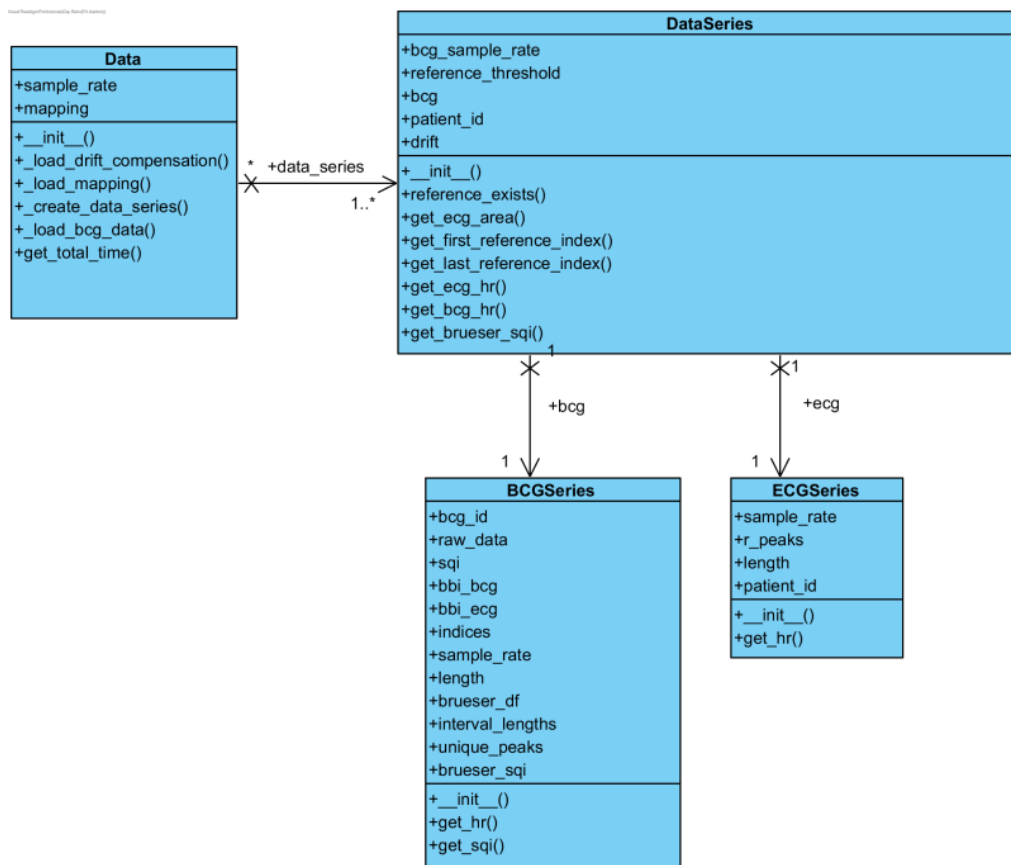 Data
+sample_rate
+mapping
+__init__()
+_load_drift_compensation()
+_load_mapping()
+_create_data_series()
+_load_bcg_data()
+get_total_time()
*
+data_series
1..*
DataSeries
+bcg_sample_rate
+reference_threshold
+bcg
+patient_id
+drift
+__init__()
+reference_exists()
+get_ecg_area()
+get_first_reference_index()
+get_last_reference_index()
+get_ecg_hr()
+get_bcg_hr()
+get_brueser_sqi()
1
+bcg
1
1
+ecg
1
BCGSeries
+bcg_id
+raw_data
+sqi
+bbi_bcg
+bbi_ecg
+indices
+sample_rate
+length
+brueser_df
+interval_lengths
+unique_peaks
+brueser_sqi
+__init__()
+get_hr()
+get_sqi()
ECGSeries
+sample_rate
+r_peaks
+length
+patient_id
+__init__()
+get_hr()